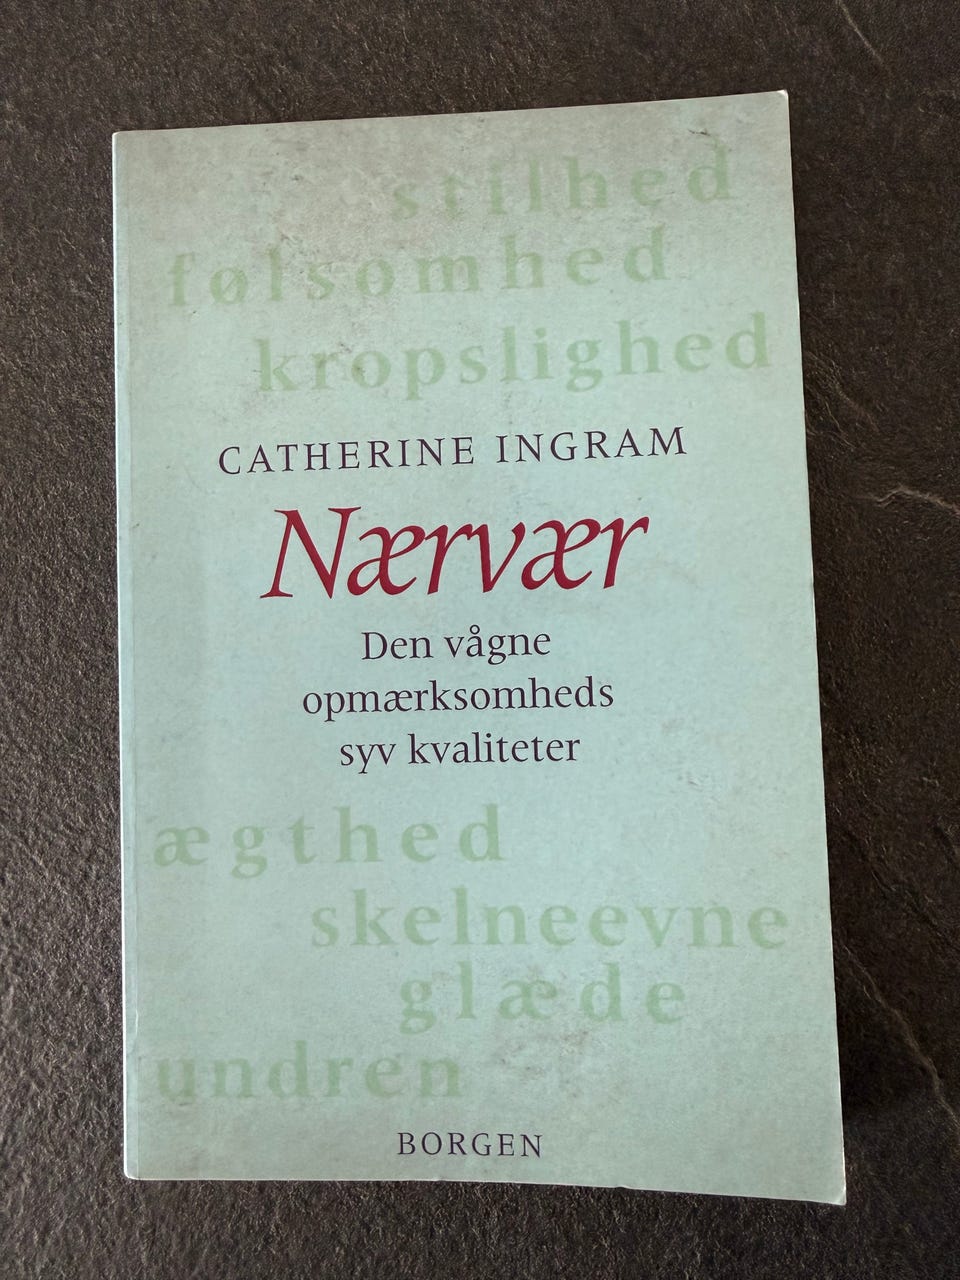 stilhed
følsomhed
kropslighed
CATHERINE INGRAM
Nærvær
Den vågne
opmærksomheds
syv kvaliteter
ægthed
skelneevne
glæde
undren
BORGEN